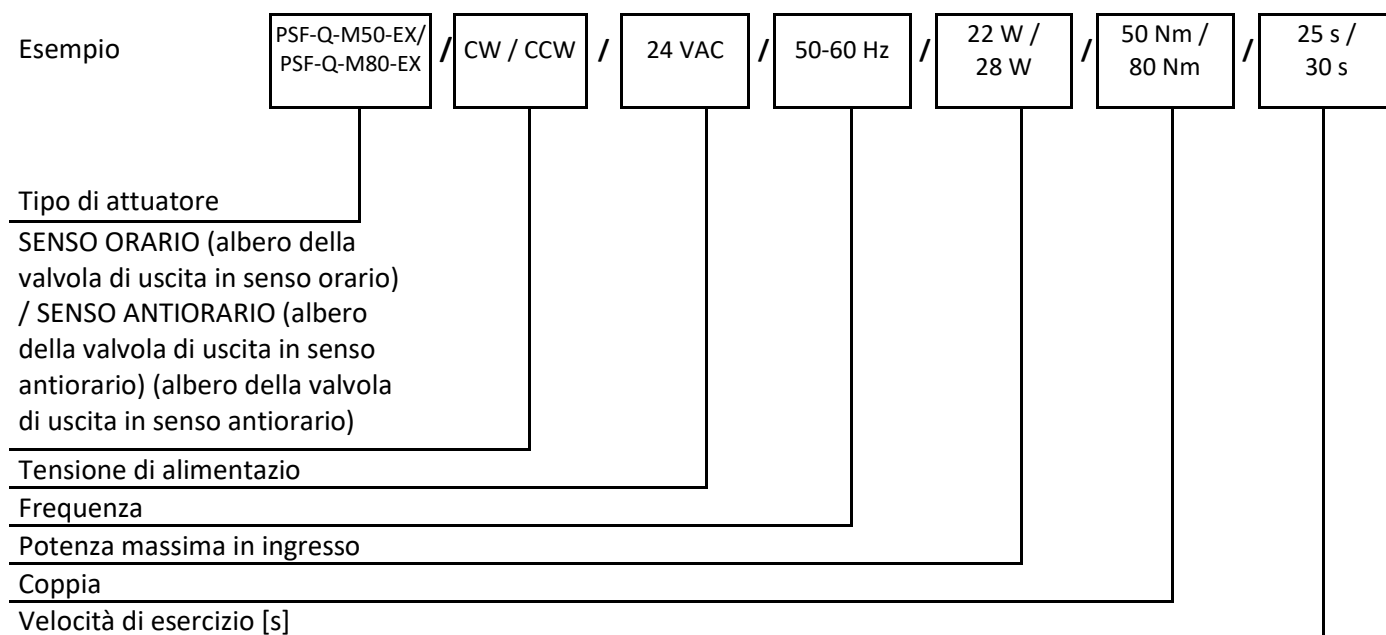 Esempio
PSF-Q-M50-EX/
PSF-Q-M80-EX
/
CW / CCW
/
24 VAC
/
50-60 Hz
/
22 W /
28 W
/
50 Nm /
80 Nm
/
25 s /
30 s
Tipo di attuatore
SENSO ORARIO (albero della
valvola di uscita in senso orario)
/ SENSO ANTIORARIO (albero
della valvola di uscita in senso
antiorario) (albero della valvola
di uscita in senso antiorario)
Tensione di alimentazio
Frequenza
Potenza massima in ingresso
Coppia
Velocità di esercizio [s]